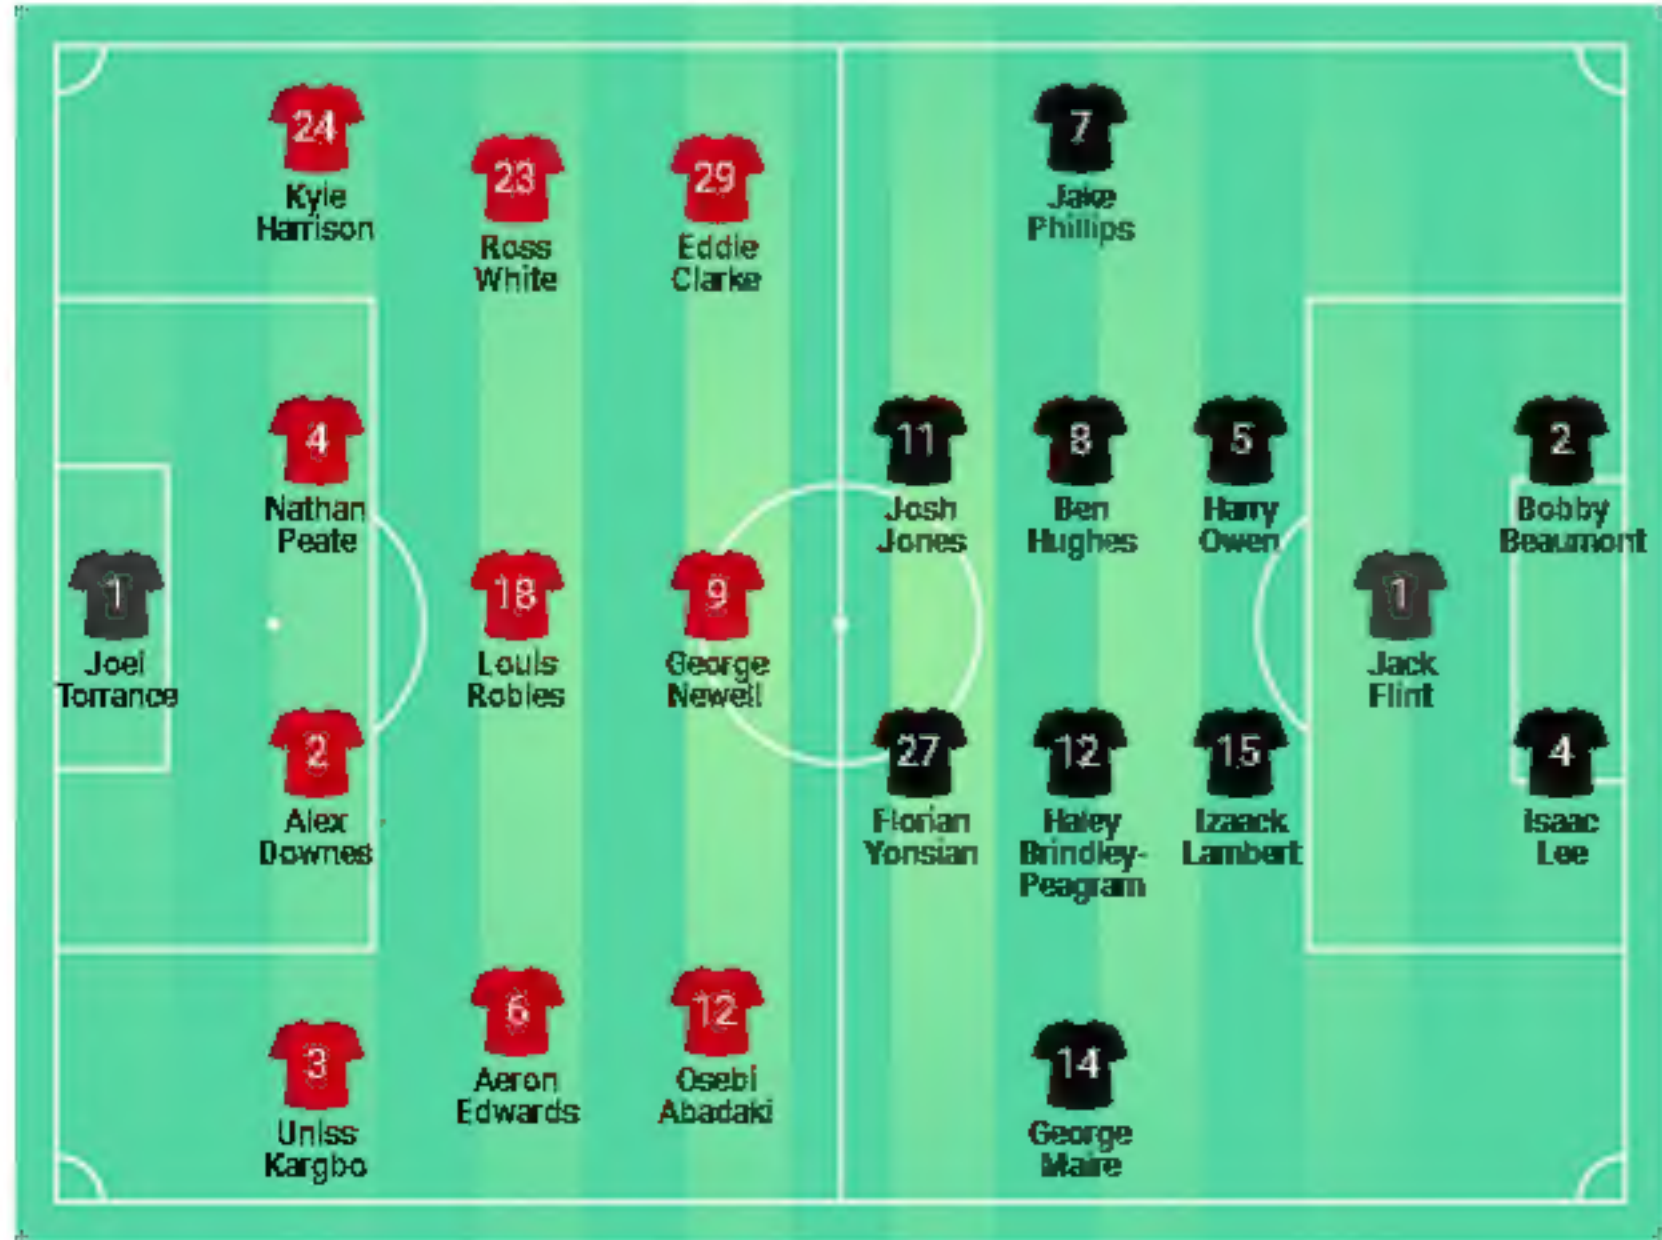 24
Kyle
Harrison
23
Ross
White
29
Eddie
Clarke
7
Jake
Phillips
4
Nathan
Peate
11
Josh
Jones
8
Ben
Hughes
5
Harry
Owen
2
Bobby
Beaumont
1
Joel
Torrance
18
Louis
Robles
9
George
Newell
1
Jack
Flint
2
Alex
Downes
27
Florian
Yonsian
12
Haley
Brindley-
Peagram
15
Izaack
Lambert
4
Isaac
Lee
3
Uniss
Kargbo
6
Aeron
Edwards
12
Osebi
Abadaki
14
George
Maire